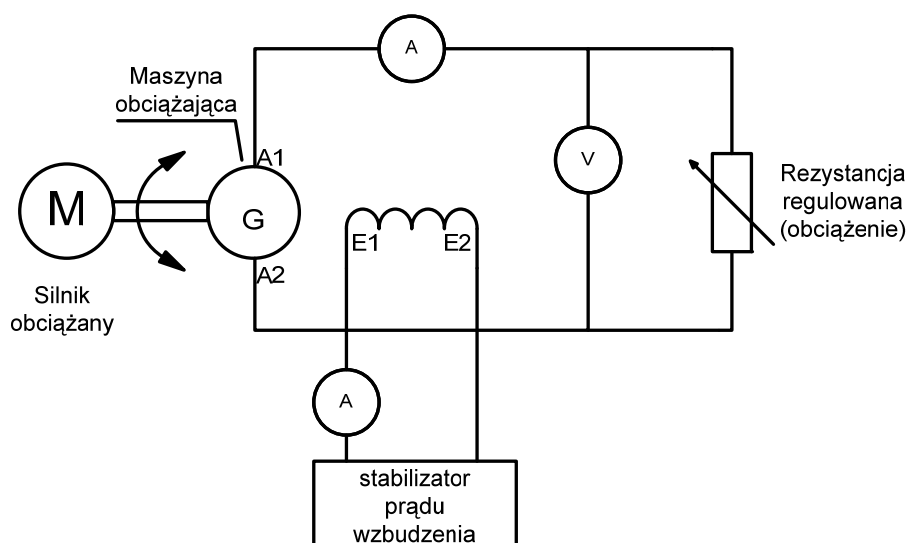 A
Maszyna
obciążająca
A1
V
M
G
Rezystancja
regulowana
(obciążenie)
E1 E2
A2
Silnik
obciążany
A
stabilizator
prądu
wzbudzenia